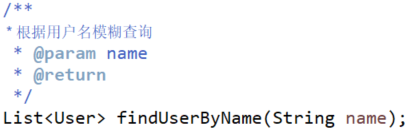 /**
* 根据用户名模糊查询
* @param name
* @return
*/
List<User> findUserByName(String name);